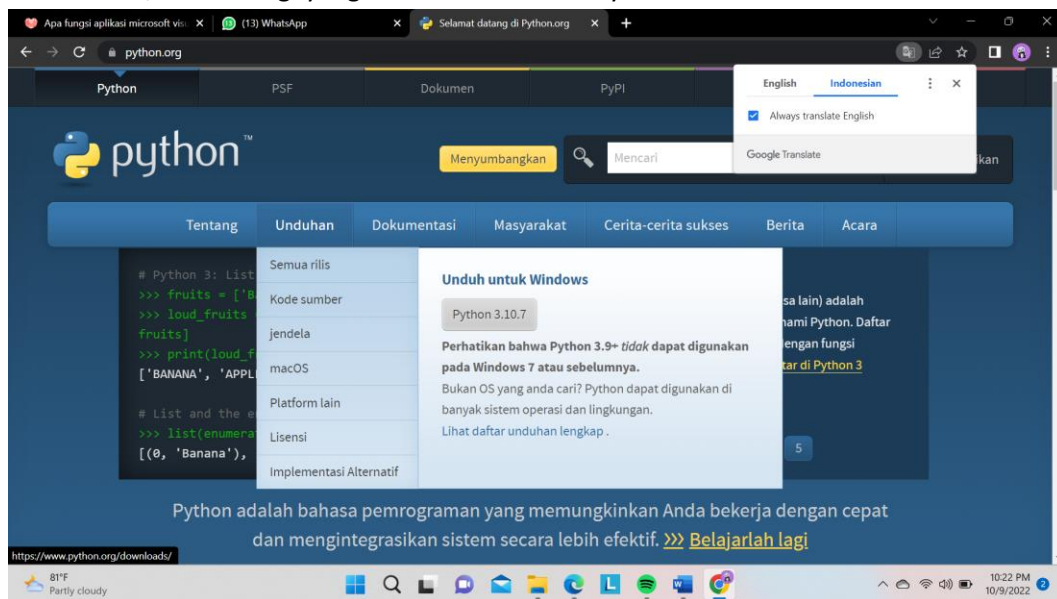 Apa fungsi aplikasi microsoft visu
(13) WhatsApp
Selamat datang di Python.org
python.org
Python
PSF
Dokumen
PyPI
English
Indonesian
Always translate English
Google Translate
python™
Menyumbangkan
Mencari
kan
Tentang
Unduhan
Dokumentasi
Masyarakat
Cerita-cerita sukses
Berita
Acara
Semua rilis
Kode sumber
jendela
macOS
Platform lain
Lisensi
Implementasi Alternatif
# Python 3: List
>>> fruits = ['B
>>> loud_fruits
fruits]
>>> print(loud_f
['BANANA', 'APPL
# List and the e
>>> list(enumera
[(0, 'Banana'),
Unduh untuk Windows
Python 3.10.7
Perhatikan bahwa Python 3.9+ tidak dapat digunakan
pada Windows 7 atau sebelumnya.
Bukan OS yang anda cari? Python dapat digunakan di
banyak sistem operasi dan lingkungan.
Lihat daftar unduhan lengkap .
sa lain) adalah
nami Python. Daftar
lengan fungsi
tar di Python 3
5
Python adalah bahasa pemrograman yang memungkinkan Anda bekerja dengan cepat
dan mengintegrasikan sistem secara lebih efektif. >>> Belajarlah lagi
https://www.python.org/downloads/
81°F
Partly cloudy
10:22 PM
10/9/2022
2